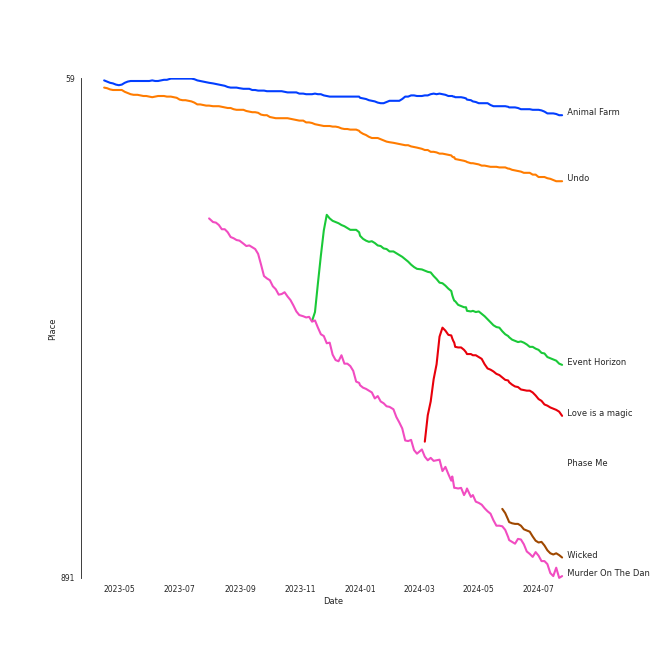 59
Animal Farm
Undo
Place
Event Horizon
Love is a magic
Phase Me
Wicked
Murder On The Dan
891
2023-05 2023-07 2023-09 2023-11 2024-01 2024-03 2024-05 2024-07
Date